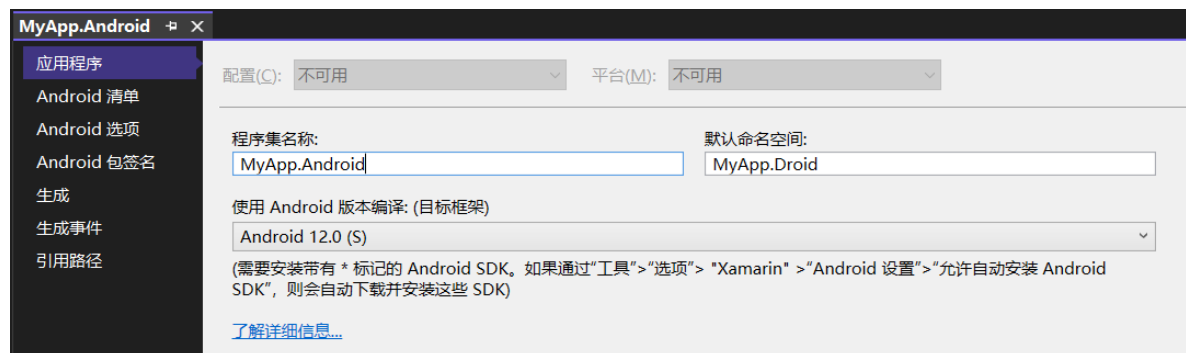 MyApp.Android
应用程序
Android 清单
Android 选项
Android 包签名
生成
生成事件
引用路径
配置(C): 不可用 平台(M): 不可用
程序集名称: 默认命名空间:
MyApp.Android MyApp.Droid
使用 Android 版本编译: (目标框架)
Android 12.0 (S)
(需要安装带有 * 标记的 Android SDK。如果通过“工具”>“选项”> "Xamarin" >“Android 设置”>“允许自动安装 Android
SDK”，则会自动下载并安装这些 SDK)
了解详细信息...